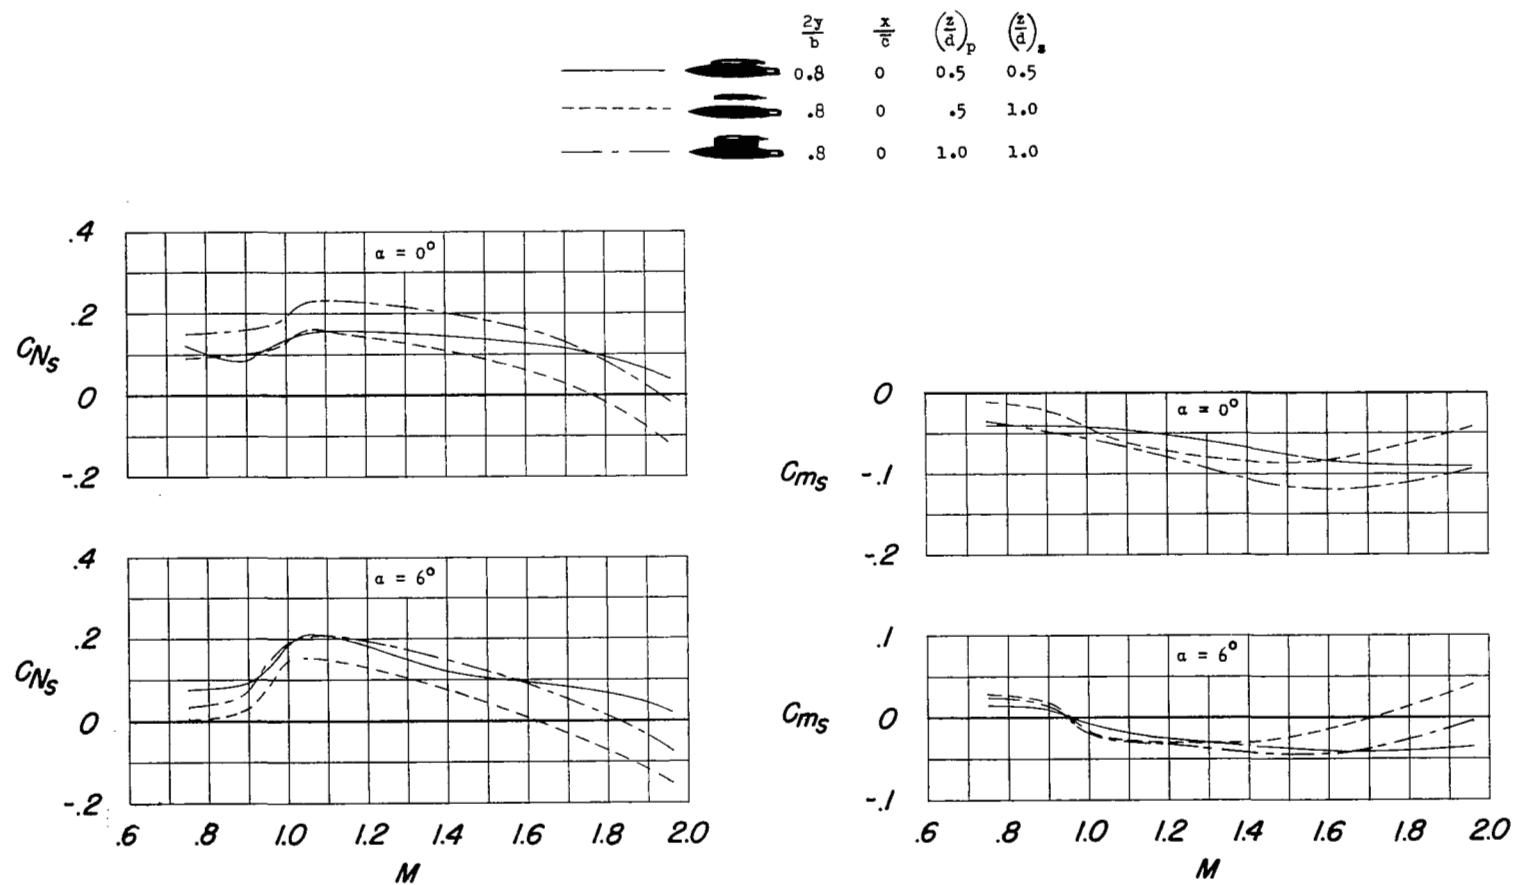 2y/b x/c̄ (z/d)p (z/d)s
0.8 0 0.5 0.5
.8 0 .5 1.0
.8 0 1.0 1.0
.4
α = 0°
.2
CNs
0
-.2
.4
α = 6°
.2
CNs
0
-.2
.6 .8 1.0 1.2 1.4 1.6 1.8 2.0
M
0
α = 0°
Cms -.1
-.2
.1
α = 6°
Cms 0
-.1
.6 .8 1.0 1.2 1.4 1.6 1.8 2.0
M